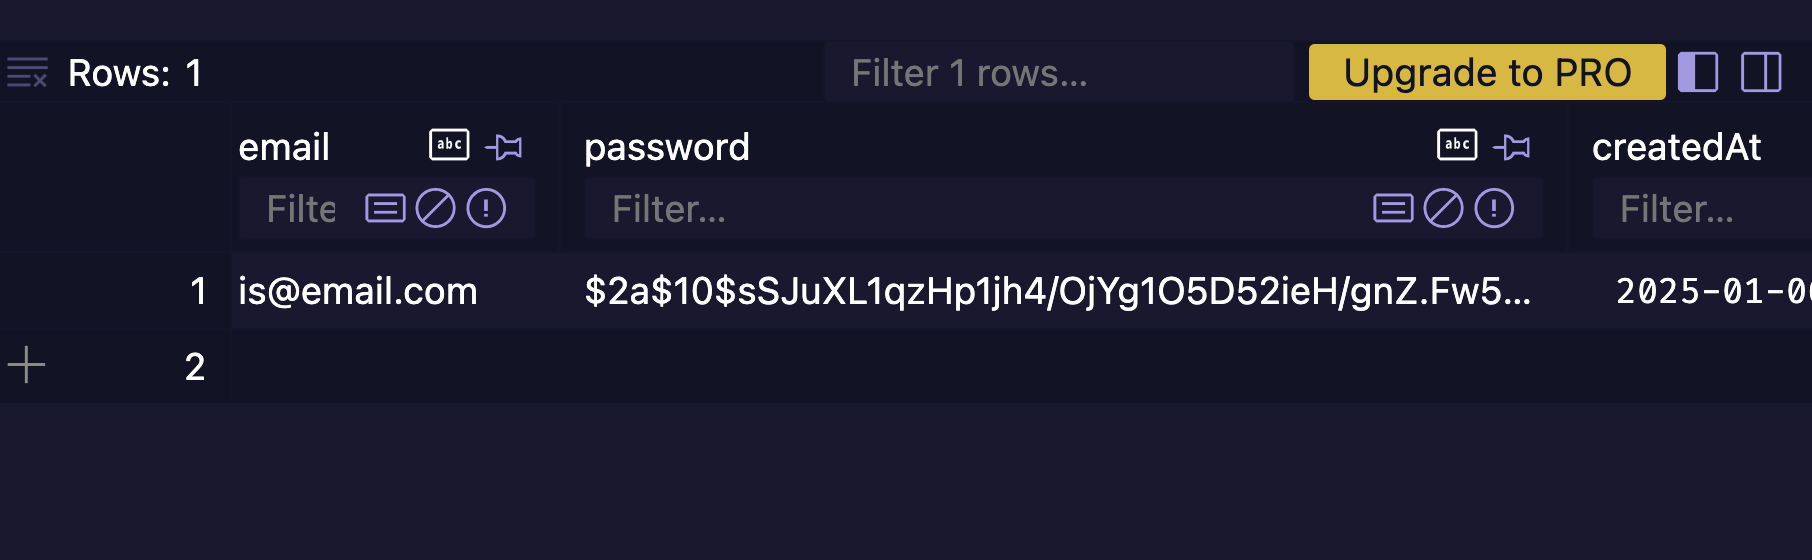 Rows: 1 Filter 1 rows... Upgrade to PRO
email abc password abc createdAt
Filte Filter... Filter...
1 is@email.com $2a$10$sSJuXL1qzHp1jh4/OjYg1O5D52ieH/gnZ.Fw5... 2025-01-0
2